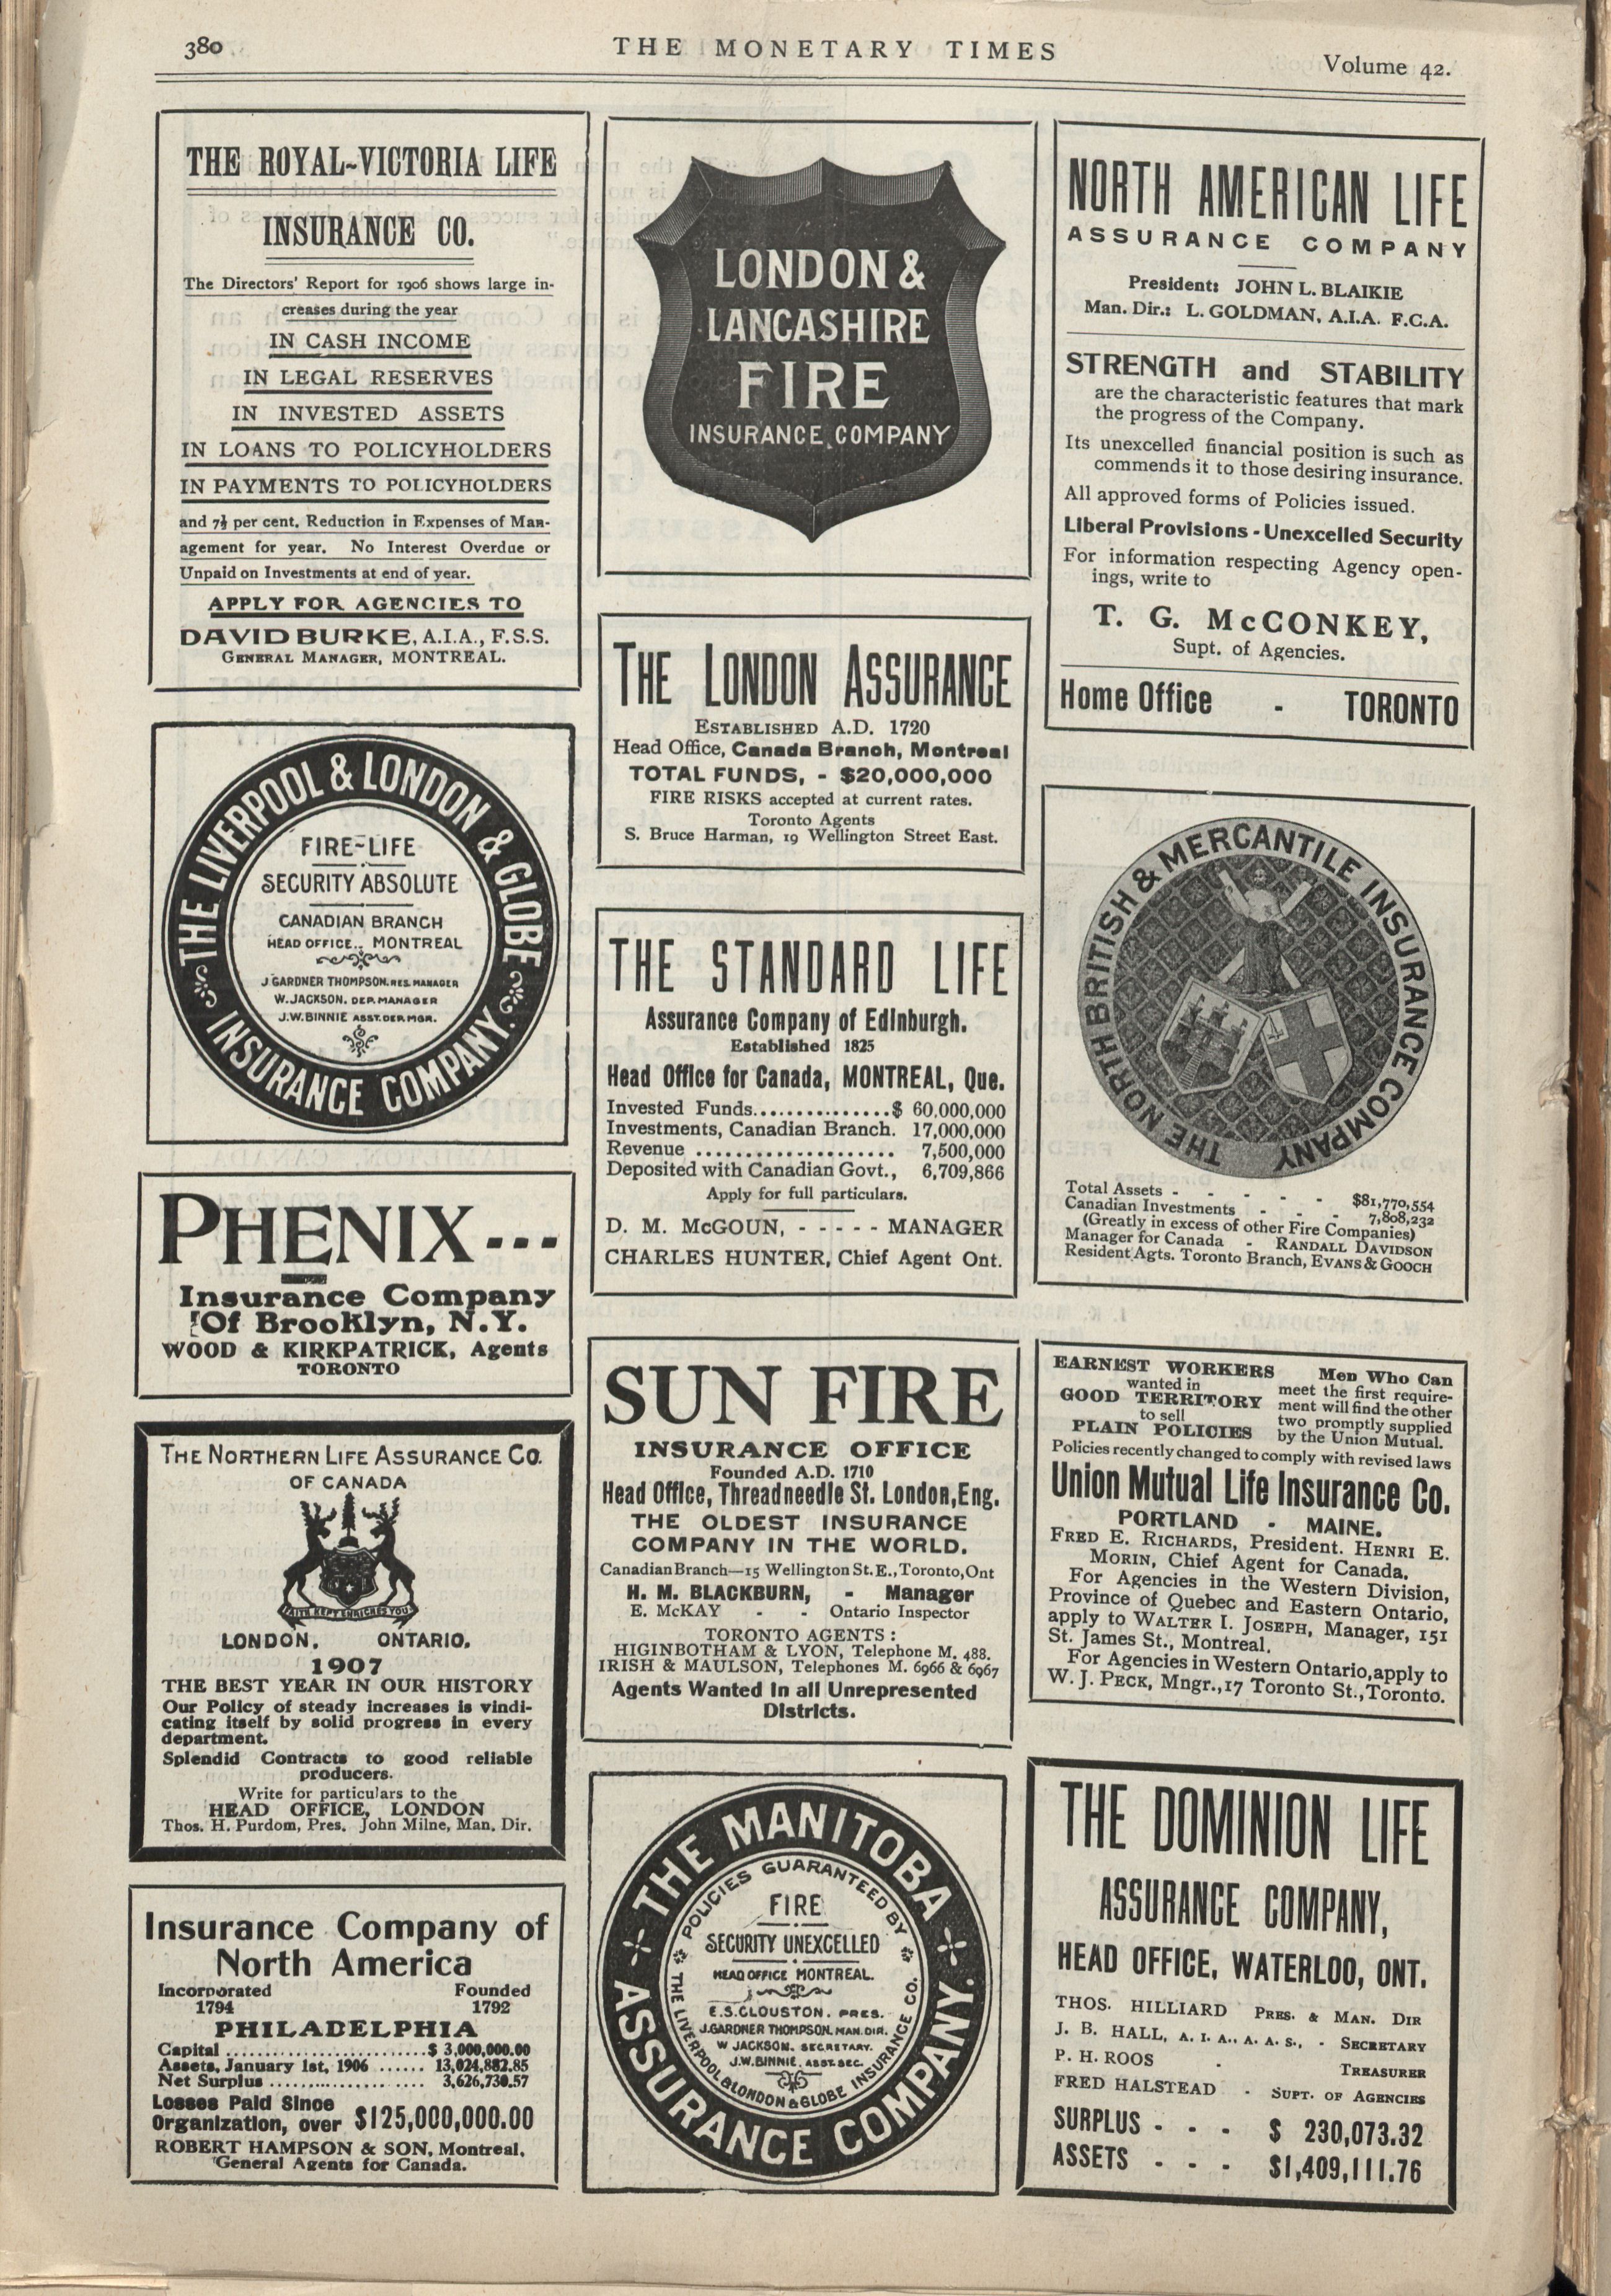 380
THE MONETARY TIMES
Volume 42.
THE ROYAL-VICTORIA LIFE
INSURANCE CO.
The Directors' Report for 1906 shows large in-
creases during the year
IN CASH INCOME
IN LEGAL RESERVES
IN INVESTED ASSETS
IN LOANS TO POLICYHOLDERS
IN PAYMENTS TO POLICYHOLDERS
and 7½ per cent. Reduction in Expenses of Man-
agement for year. No Interest Overdue or
Unpaid on Investments at end of year.
APPLY FOR AGENCIES TO
DAVID BURKE, A.I.A., F.S.S.
GENERAL MANAGER, MONTREAL.
THE LIVERPOOL & LONDON & GLOBE
INSURANCE COMPANY.
FIRE-LIFE
SECURITY ABSOLUTE
CANADIAN BRANCH
HEAD OFFICE.. MONTREAL
J GARDNER THOMPSON. RES. MANAGER
W. JACKSON. DEP. MANAGER
J.W. BINNIE ASST. DEP. MGR.
PHENIX...
Insurance Company
Of Brooklyn, N.Y.
WOOD & KIRKPATRICK, Agents
TORONTO
THE NORTHERN LIFE ASSURANCE CO.
OF CANADA
FAITH KEPT ENRICHES YOU
LONDON, ONTARIO.
1907
THE BEST YEAR IN OUR HISTORY
Our Policy of steady increases is vindi-
cating itself by solid progress in every
department.
Splendid Contracts to good reliable
producers.
Write for particulars to the
HEAD OFFICE, LONDON
Thos. H. Purdom, Pres. John Milne, Man. Dir.
Insurance Company of
North America
Incorporated Founded
1794 1792
PHILADELPHIA
Capital ..........................$ 3,000,000.00
Assets, January 1st, 1906 ...... 13,024,882.85
Net Surplus .................... 3,626,730.57
Losses Paid Since
Organization, over $125,000,000.00
ROBERT HAMPSON & SON, Montreal,
General Agents for Canada.
LONDON &
LANCASHIRE
FIRE
INSURANCE COMPANY
THE LONDON ASSURANCE
ESTABLISHED A.D. 1720
Head Office, Canada Branch, Montreal
TOTAL FUNDS, - $20,000,000
FIRE RISKS accepted at current rates.
Toronto Agents
S. Bruce Harman, 19 Wellington Street East.
THE STANDARD LIFE
Assurance Company of Edinburgh.
Established 1825
Head Office for Canada, MONTREAL, Que.
Invested Funds...............$ 60,000,000
Investments, Canadian Branch. 17,000,000
Revenue ..................... 7,500,000
Deposited with Canadian Govt., 6,709,866
Apply for full particulars.
D. M. McGOUN, - - - - - MANAGER
CHARLES HUNTER, Chief Agent Ont.
SUN FIRE
INSURANCE OFFICE
Founded A.D. 1710
Head Office, Threadneedle St. London, Eng.
THE OLDEST INSURANCE
COMPANY IN THE WORLD.
Canadian Branch—15 Wellington St. E., Toronto, Ont
H. M. BLACKBURN, - Manager
E. McKAY - - Ontario Inspector
TORONTO AGENTS :
HIGINBOTHAM & LYON, Telephone M. 488.
IRISH & MAULSON, Telephones M. 6966 & 6967
Agents Wanted in all Unrepresented
Districts.
THE MANITOBA
ASSURANCE COMPANY.
POLICIES GUARANTEED BY
THE LIVERPOOL & LONDON & GLOBE INSURANCE CO.
FIRE
SECURITY UNEXCELLED
HEAD OFFICE MONTREAL.
E.S. CLOUSTON. PRES.
J. GARDNER THOMPSON. MAN. DIR.
W JACKSON. SECRETARY.
J.W. BINNIE. ASST. SEC.
NORTH AMERICAN LIFE
ASSURANCE COMPANY
President: JOHN L. BLAIKIE
Man. Dir.: L. GOLDMAN, A.I.A. F.C.A.
STRENGTH and STABILITY
are the characteristic features that mark
the progress of the Company.
Its unexcelled financial position is such as
commends it to those desiring insurance.
All approved forms of Policies issued.
Liberal Provisions - Unexcelled Security
For information respecting Agency open-
ings, write to
T. G. McCONKEY,
Supt. of Agencies.
Home Office - TORONTO
THE NORTH BRITISH & MERCANTILE INSURANCE COMPANY
Total Assets - - - - - $81,770,554
Canadian Investments - - - 7,808,232
(Greatly in excess of other Fire Companies)
Manager for Canada - RANDALL DAVIDSON
Resident Agts. Toronto Branch, EVANS & GOOCH
EARNEST WORKERS
wanted in
GOOD TERRITORY
to sell
PLAIN POLICIES
Men Who Can
meet the first require-
ment will find the other
two promptly supplied
by the Union Mutual.
Policies recently changed to comply with revised laws
Union Mutual Life Insurance Co.
PORTLAND - MAINE.
FRED E. RICHARDS, President. HENRI E.
MORIN, Chief Agent for Canada.
For Agencies in the Western Division,
Province of Quebec and Eastern Ontario,
apply to WALTER I. JOSEPH, Manager, 151
St. James St., Montreal.
For Agencies in Western Ontario, apply to
W. J. PECK, Mngr., 17 Toronto St., Toronto.
THE DOMINION LIFE
ASSURANCE COMPANY,
HEAD OFFICE, WATERLOO, ONT.
THOS. HILLIARD PRES. & MAN. DIR
J. B. HALL, A. I. A., A. A. S., - SECRETARY
P. H. ROOS - TREASURER
FRED HALSTEAD - SUPT. OF AGENCIES
SURPLUS - - - $ 230,073.32
ASSETS - - - $1,409,111.76